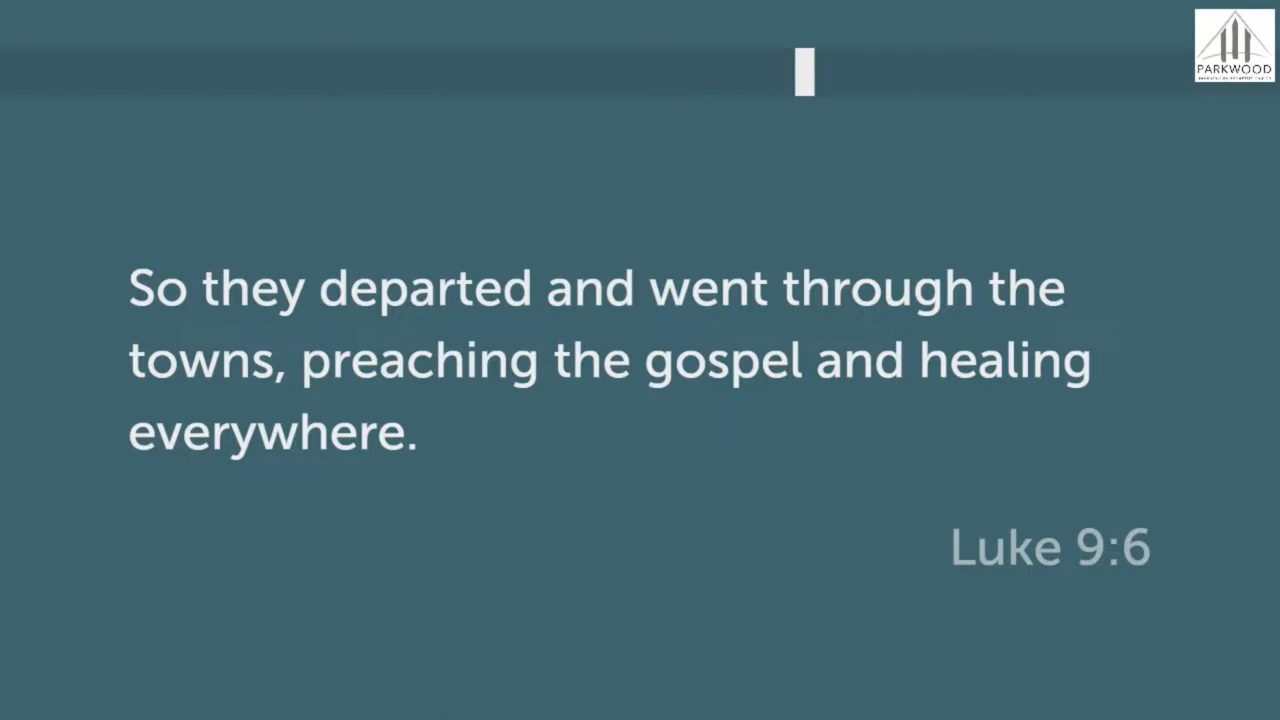 PARKWOOD
So they departed and went through the
towns, preaching the gospel and healing
everywhere.
Luke 9:6